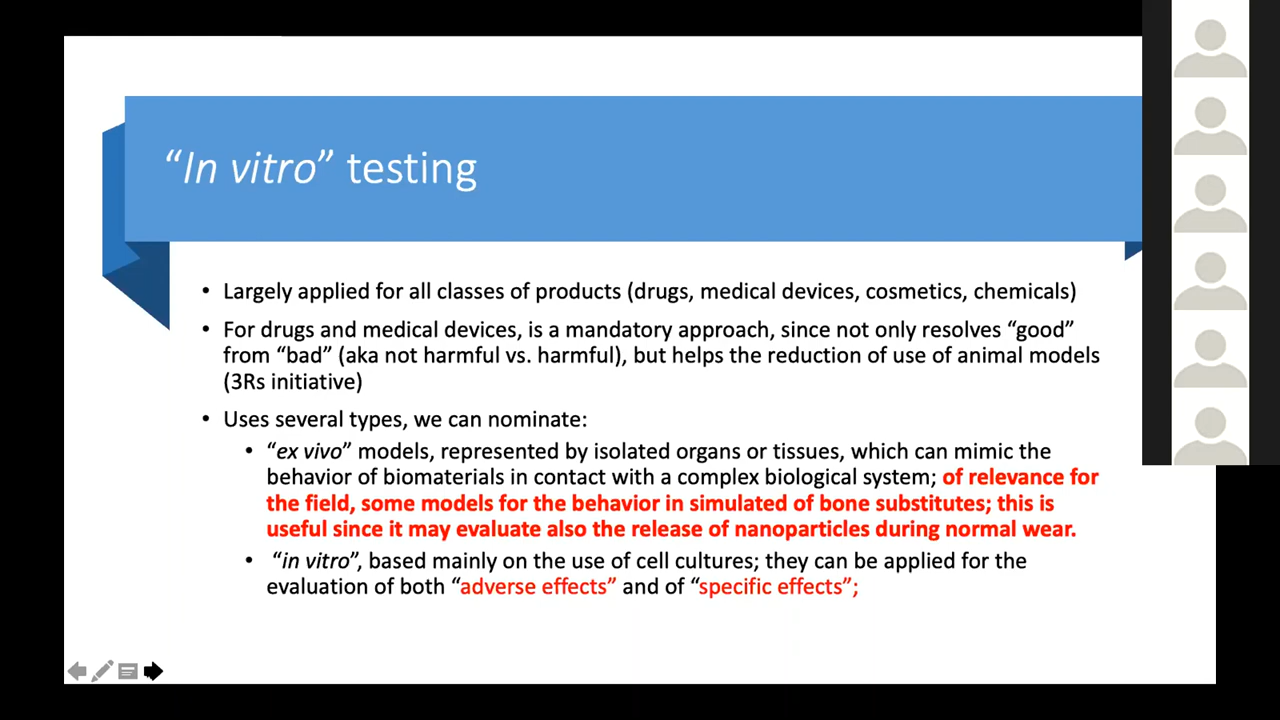 “In vitro” testing
• Largely applied for all classes of products (drugs, medical devices, cosmetics, chemicals)
• For drugs and medical devices, is a mandatory approach, since not only resolves “good”
from “bad” (aka not harmful vs. harmful), but helps the reduction of use of animal models
(3Rs initiative)
• Uses several types, we can nominate:
• “ex vivo” models, represented by isolated organs or tissues, which can mimic the
behavior of biomaterials in contact with a complex biological system; of relevance for
the field, some models for the behavior in simulated of bone substitutes; this is
useful since it may evaluate also the release of nanoparticles during normal wear.
• “in vitro”, based mainly on the use of cell cultures; they can be applied for the
evaluation of both “adverse effects” and of “specific effects”;